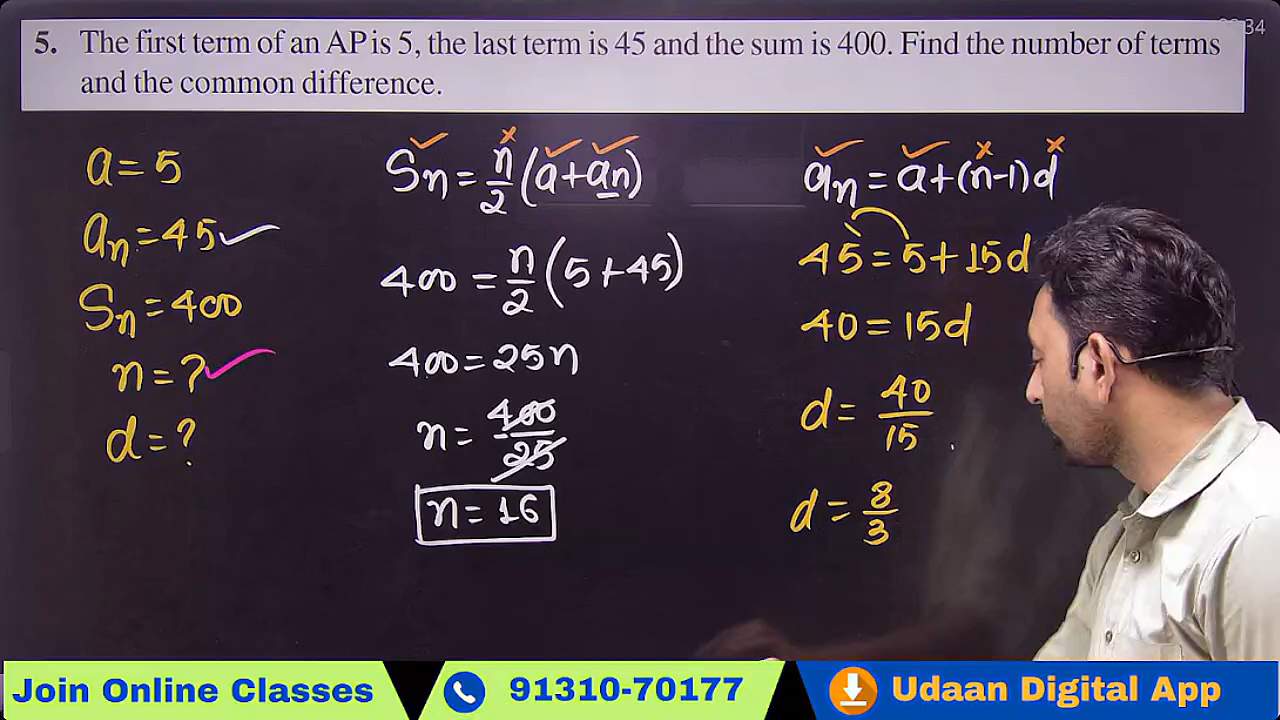 5. The first term of an AP is 5, the last term is 45 and the sum is 400. Find the number of terms
and the common difference.
a = 5
aₙ = 45 ✓
Sₙ = 400
n = ? ✓
d = ?
Sₙ = n/2 (a + aₙ)
400 = n/2 (5 + 45)
400 = 25n
n = 400/25
n = 16
aₙ = a + (n-1)d
45 = 5 + 15d
40 = 15d
d = 40/15
d = 8/3
Join Online Classes
91310-70177
Udaan Digital App